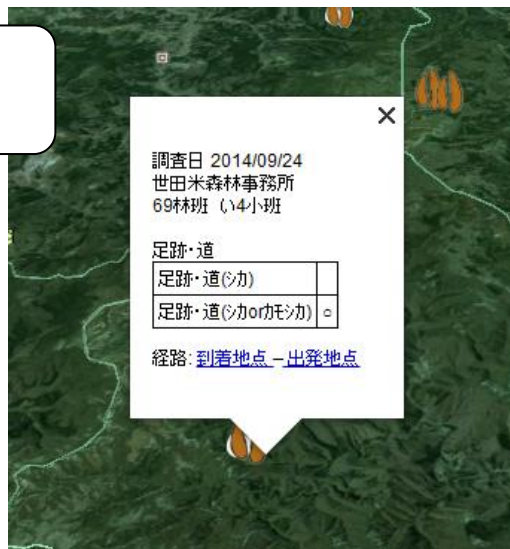 調査日 2014/09/24
世田米森林事務所
69林班 い4小班
足跡・道
足跡・道(シカ)
足跡・道(シカorカモシカ) ○
経路: 到着地点 – 出発地点